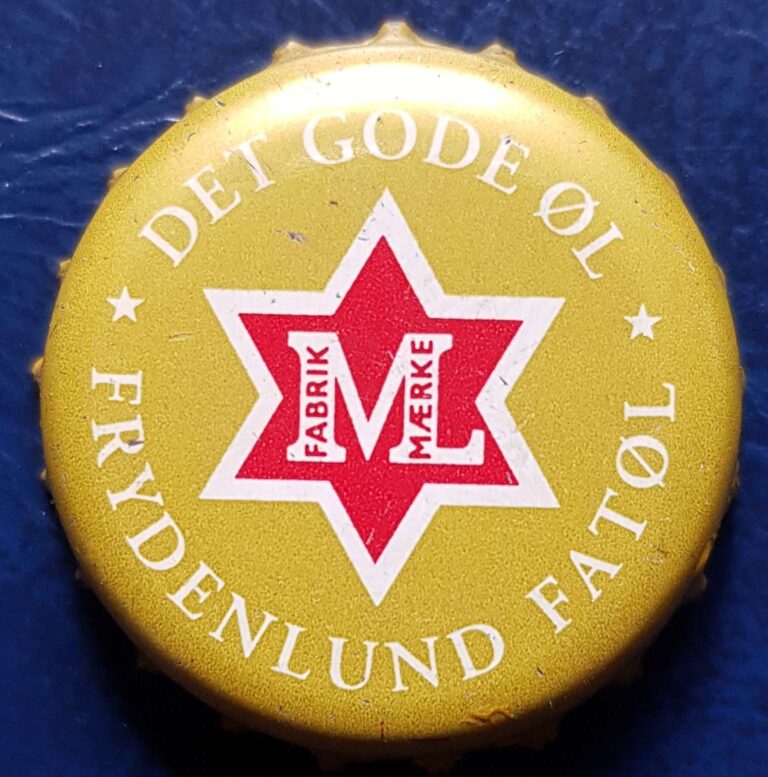 DET GODE ØL
FABRIK
ML
MÆRKE
FRYDENLUND FATØL